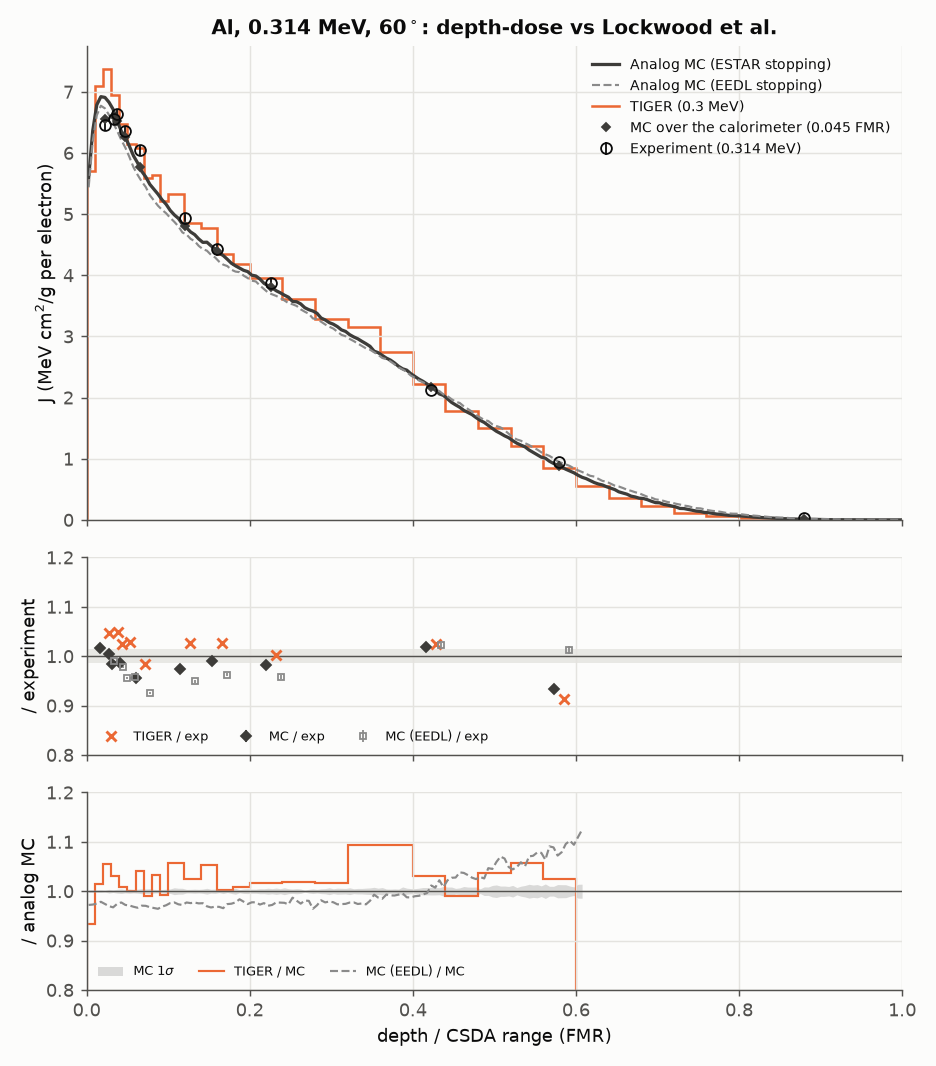 Al, 0.314 MeV, 60°: depth-dose vs Lockwood et al.
J (MeV cm²/g per electron)
7
6
5
4
3
2
1
0
Analog MC (ESTAR stopping)
Analog MC (EEDL stopping)
TIGER (0.3 MeV)
MC over the calorimeter (0.045 FMR)
Experiment (0.314 MeV)
/ experiment
1.2
1.1
1.0
0.9
0.8
TIGER / exp
MC / exp
MC (EEDL) / exp
/ analog MC
1.2
1.1
1.0
0.9
0.8
MC 1σ
TIGER / MC
MC (EEDL) / MC
0.0
0.2
0.4
0.6
0.8
1.0
depth / CSDA range (FMR)